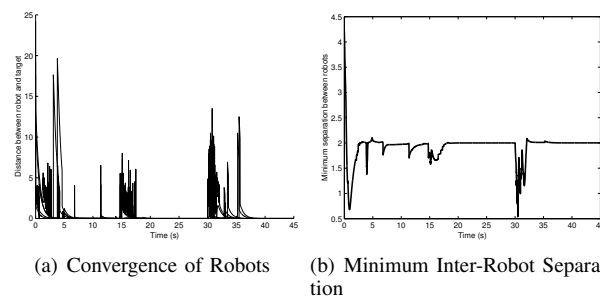 25
20
15
10
5
0
0 5 10 15 20 25 30 35 40 45
Time (s)
Distance between robot and target
4.5
4
3.5
3
2.5
2
1.5
1
0.5
0 5 10 15 20 25 30 35 40 45
Time (s)
Minimum separation between robots
(a) Convergence of Robots
(b) Minimum Inter-Robot Separa-
tion